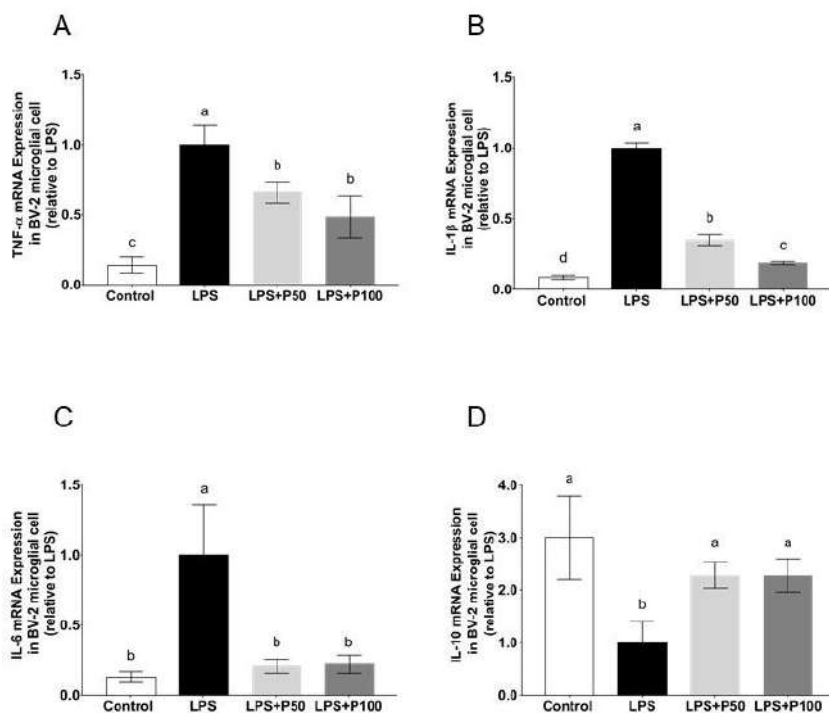 A
TNF-α mRNA Expression
in BV-2 microglial cell
(relative to LPS)
1.5
1.0
0.5
0.0
a
b
b
c
Control LPS LPS+P50 LPS+P100
B
IL-1β mRNA Expression
in BV-2 microglial cell
(relative to LPS)
1.5
1.0
0.5
0.0
a
b
c
d
Control LPS LPS+P50 LPS+P100
C
IL-6 mRNA Expression
in BV-2 microglial cell
(relative to LPS)
1.5
1.0
0.5
0.0
a
b
b
b
Control LPS LPS+P50 LPS+P100
D
IL-10 mRNA Expression
in BV-2 microglial cell
(relative to LPS)
4.0
3.0
2.0
1.0
0.0
a
a
a
b
Control LPS LPS+P50 LPS+P100